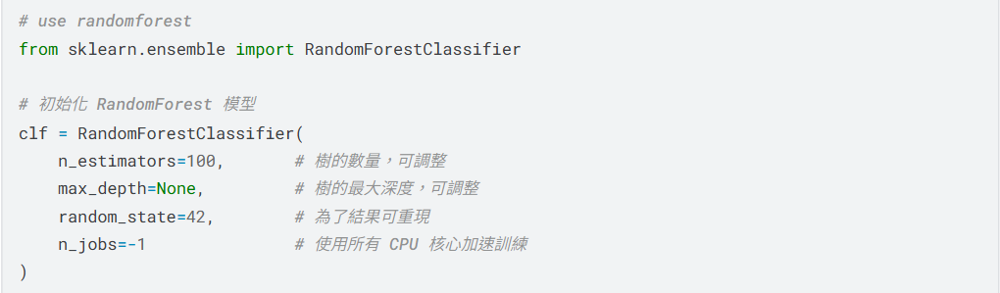 # use randomforest
from sklearn.ensemble import RandomForestClassifier
# 初始化 RandomForest 模型
clf = RandomForestClassifier(
    n_estimators=100,       # 樹的數量，可調整
    max_depth=None,         # 樹的最大深度，可調整
    random_state=42,        # 為了結果可重現
    n_jobs=-1               # 使用所有 CPU 核心加速訓練
)